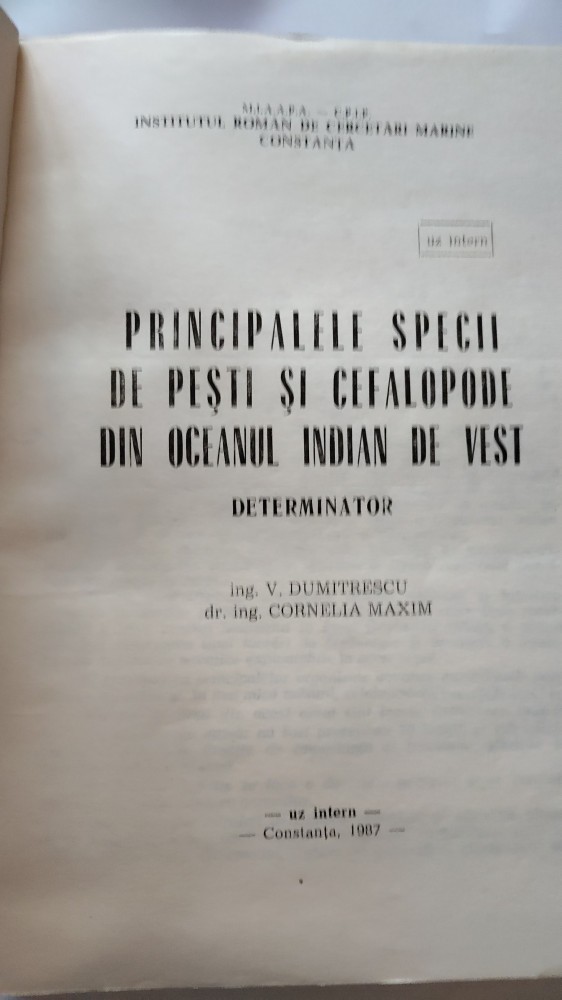 M.I.A.A.P.A. — C.P.I.P.
INSTITUTUL ROMAN DE CERCETARI MARINE
CONSTANTA
uz intern
PRINCIPALELE SPECII
DE PEŞTI ŞI CEFALOPODE
DIN OCEANUL INDIAN DE VEST
DETERMINATOR
ing. V. DUMITRESCU
dr. ing. CORNELIA MAXIM
— uz intern —
— Constanţa, 1987 —